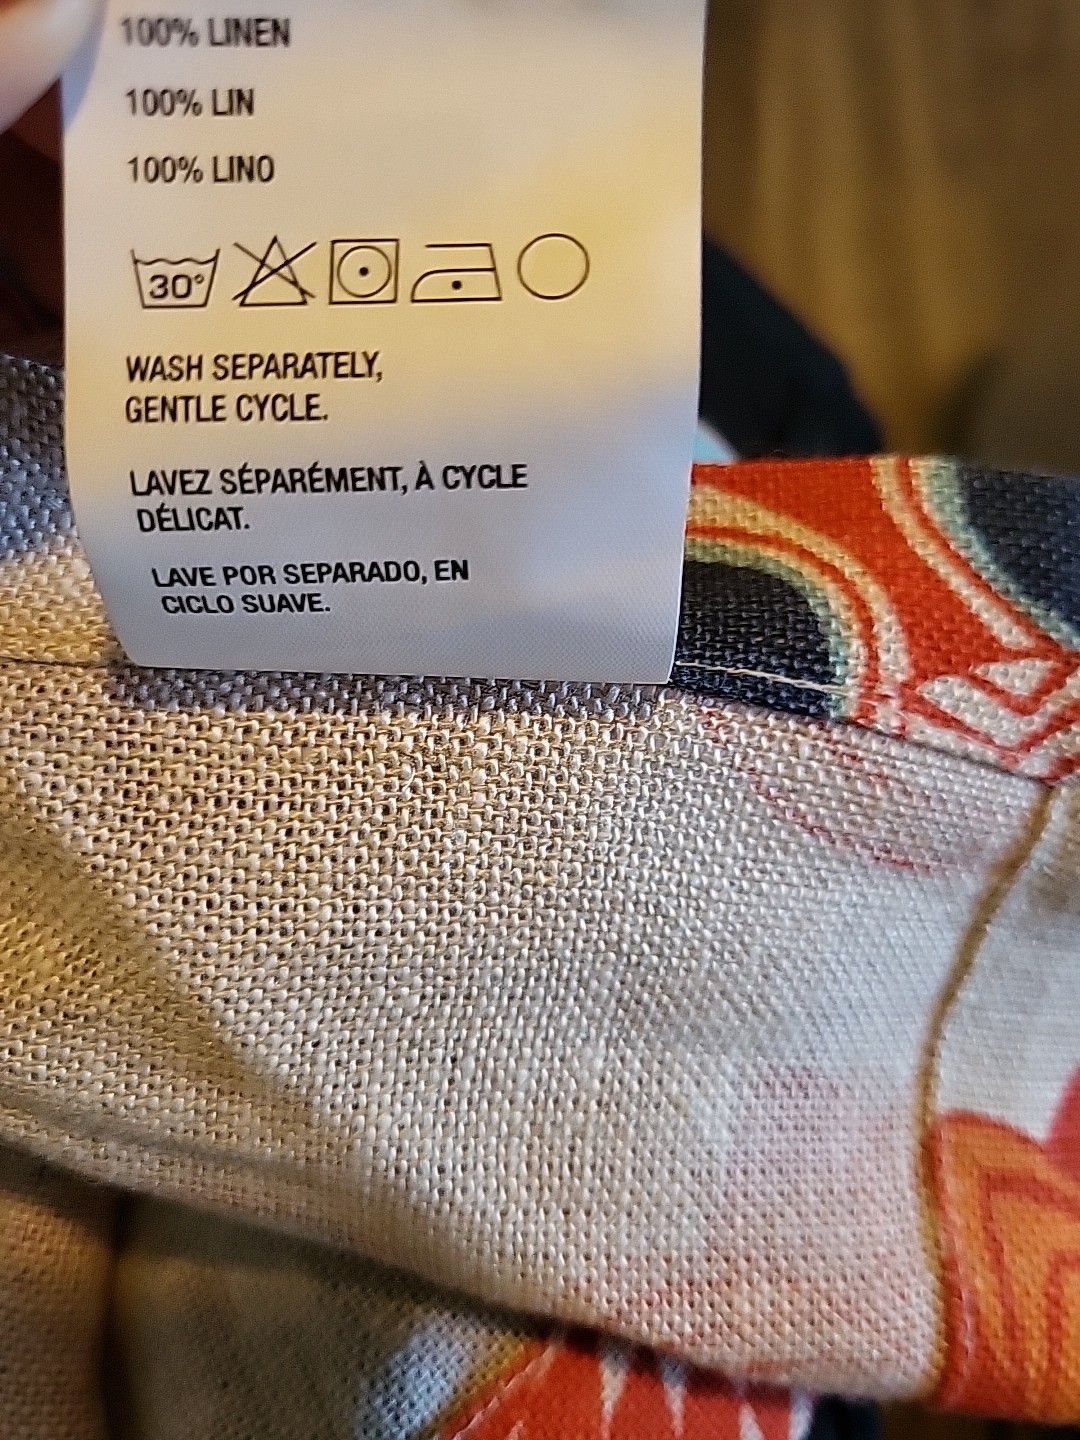 100% LINEN
100% LIN
100% LINO
30°
WASH SEPARATELY,
GENTLE CYCLE.
LAVEZ SÉPARÉMENT, À CYCLE
DÉLICAT.
LAVE POR SEPARADO, EN
CICLO SUAVE.